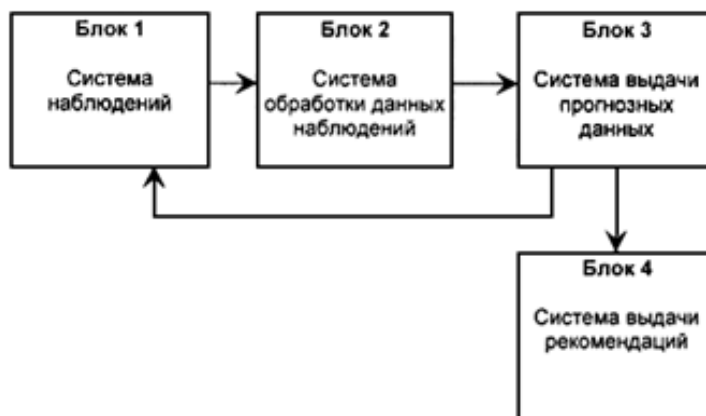 Блок 1
Система
наблюдений
Блок 2
Система
обработки данных
наблюдений
Блок 3
Система выдачи
прогнозных
данных
Блок 4
Система выдачи
рекомендаций